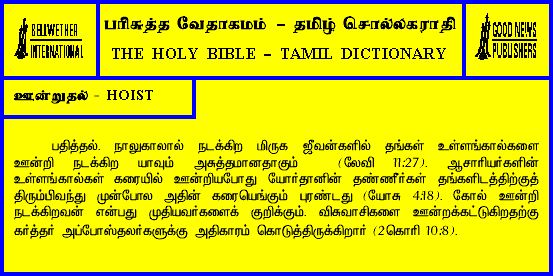 BELLWETHER
INTERNATIONAL
பரிசுத்த வேதாகமம் – தமிழ் சொல்லகராதி
THE HOLY BIBLE – TAMIL DICTIONARY
GOOD NEWS
PUBLISHERS
ஊன்றுதல் – HOIST
பதித்தல். நாலுகாலால் நடக்கிற மிருக ஜீவன்களில் தங்கள் உள்ளங்கால்களை
ஊன்றி நடக்கிற யாவும் அசுத்தமானதாகும் (லேவி 11:27). ஆசாரியர்களின்
உள்ளங்கால்கள் கரையில் ஊன்றியபோது யோர்தானின் தண்ணீர்கள் தங்களிடத்திற்குத்
திரும்பிவந்து முன்போல அதின் கரையெங்கும் புரண்டது (யோசு 4:18). கோல் ஊன்றி
நடக்கிறவன் என்பது முதியவர்களைக் குறிக்கும். விசுவாசிகளை ஊன்றக்கட்டுகிறதற்கு
கர்த்தர் அப்போஸ்தலர்களுக்கு அதிகாரம் கொடுத்திருக்கிறார் (2கொரி 10:8).